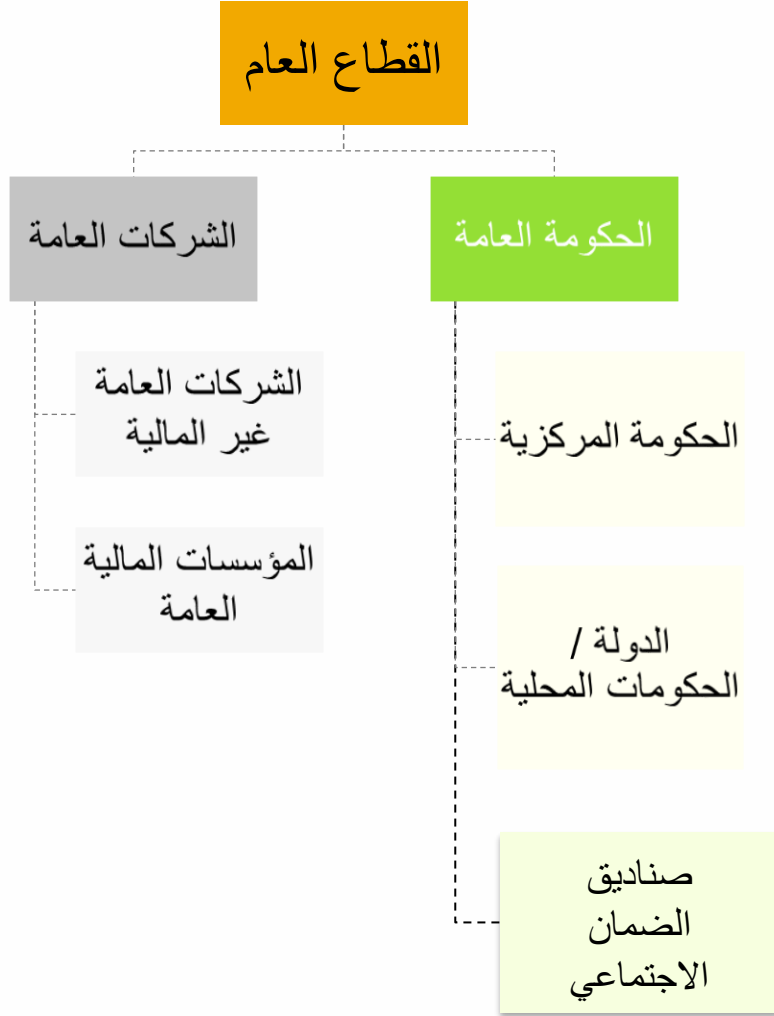 القطاع العام
الحكومة العامة
الشركات العامة
الحكومة المركزية
الدولة /
الحكومات المحلية
صناديق
الضمان
الاجتماعي
الشركات العامة
غير المالية
المؤسسات المالية
العامة